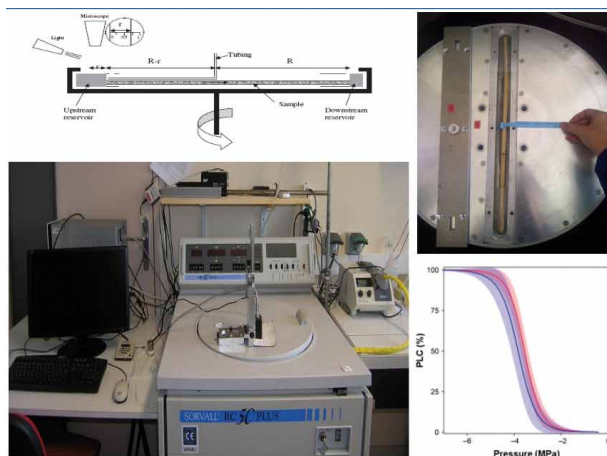 Microscope
Light
r
Tubing
R-r
R
Sample
Upstream
reservoir
Downstream
reservoir
SORVALL RC 5C PLUS
CE
PLC (%)
100
75
50
25
0
−6
−4
−2
Pressure (MPa)